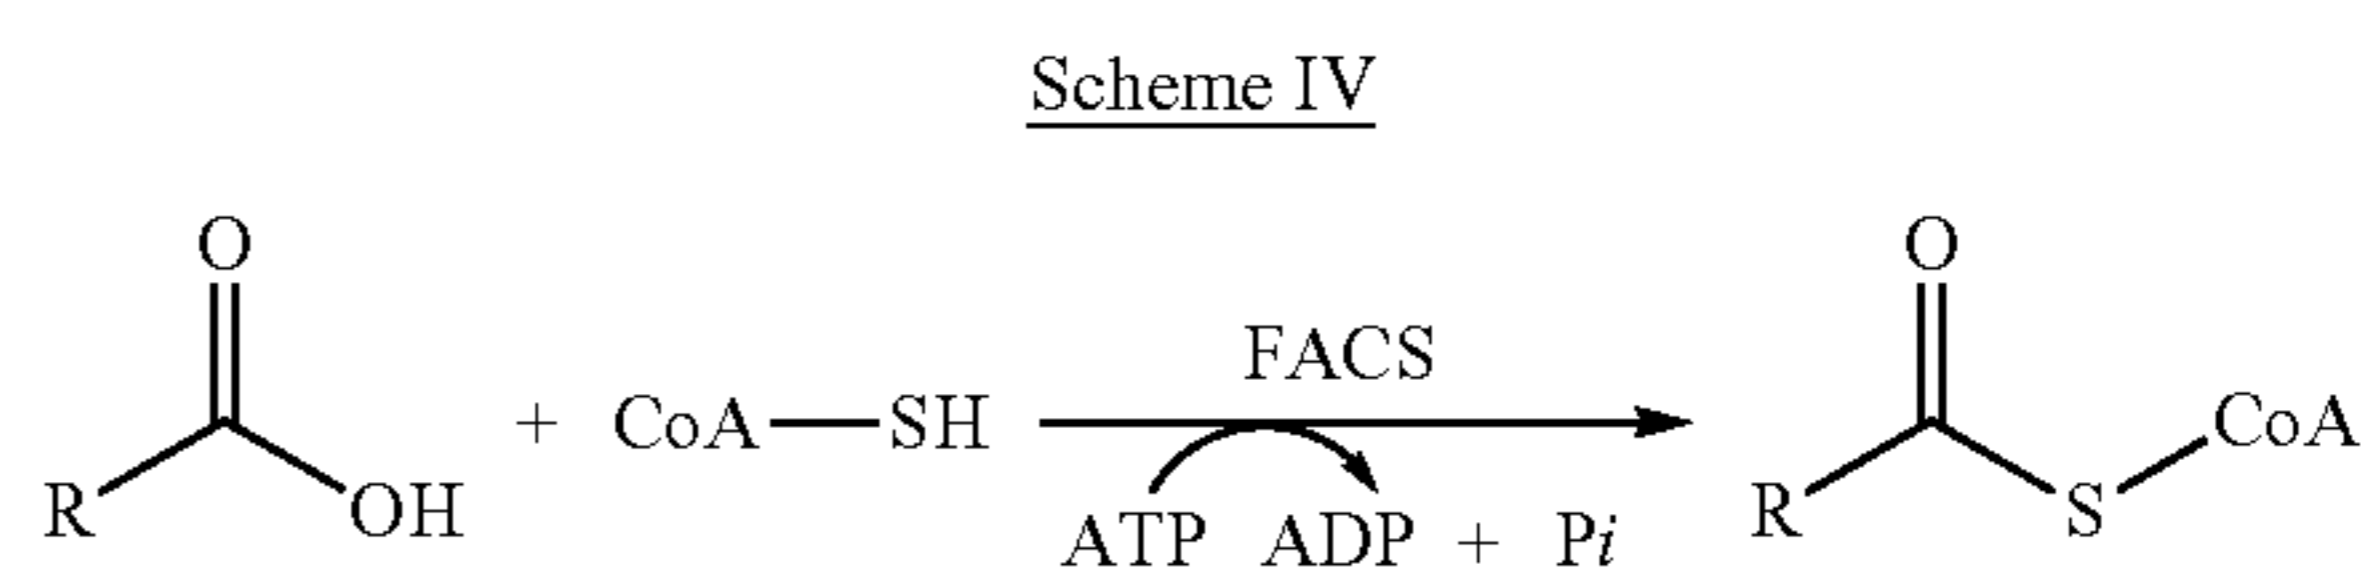 Scheme IV
O O
FACS
R OH + CoA SH R S CoA
ATP ADP + Pi